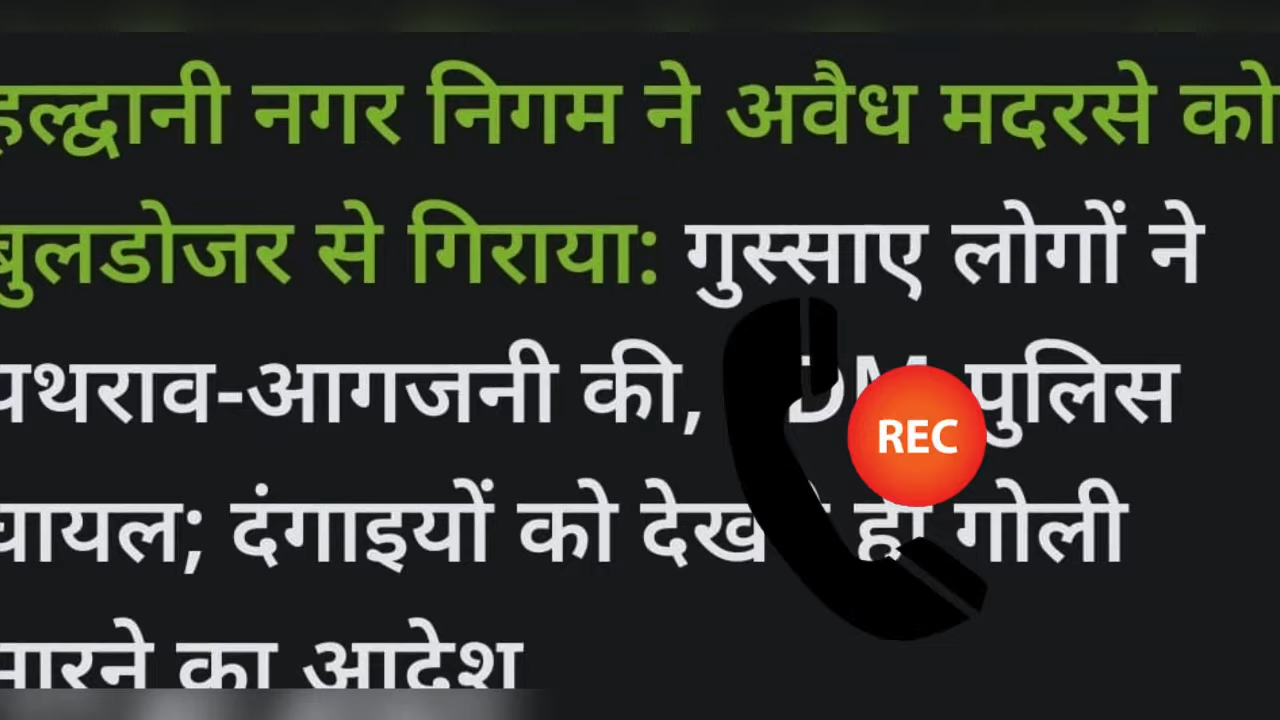 हल्द्वानी नगर निगम ने अवैध मदरसे को
बुलडोजर से गिराया: गुस्साए लोगों ने
पथराव-आगजनी की, पुलिस
घायल; दंगाइयों को ही गोली
मारने का आदेश
REC